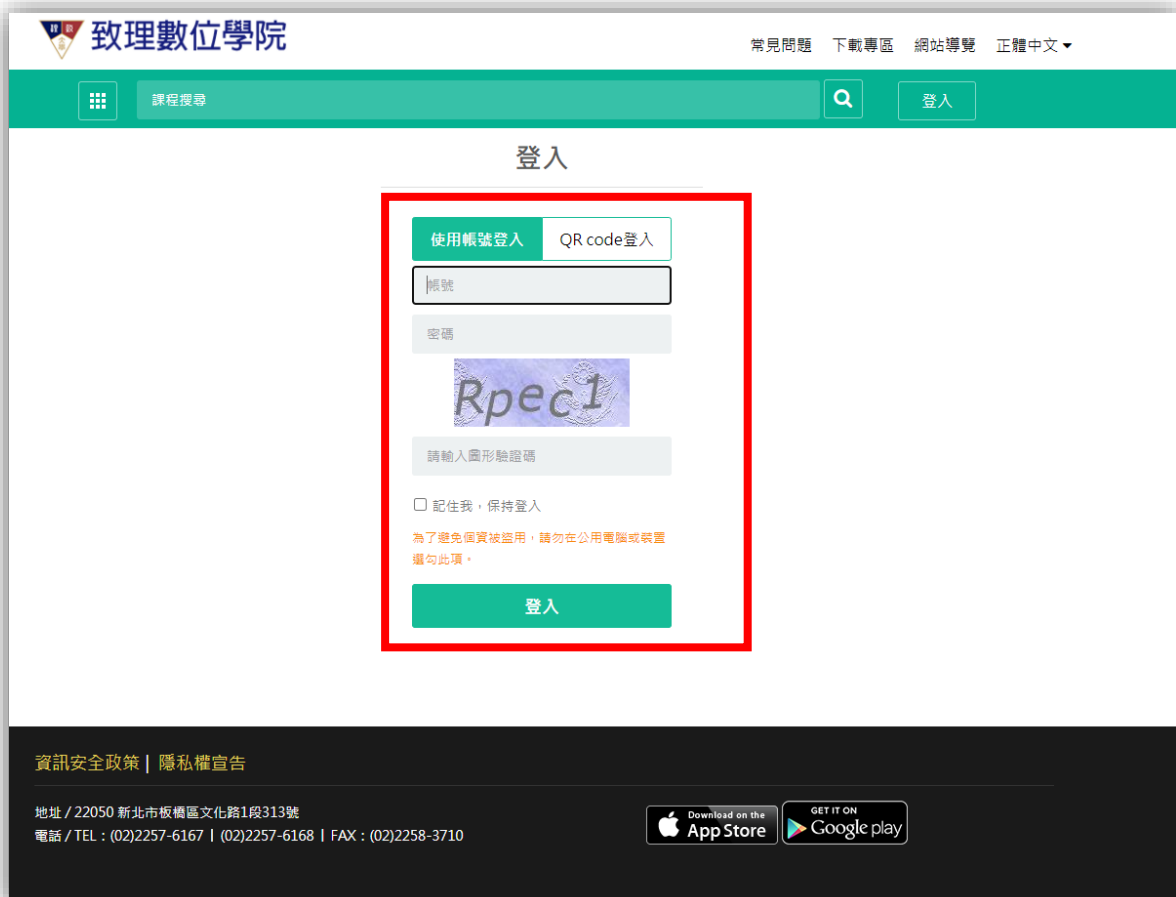 致理數位學院
常見問題 下載專區 網站導覽 正體中文
課程搜尋 登入
登入
使用帳號登入 QR code登入
帳號
密碼
Rpec1
請輸入圖形驗證碼
記住我，保持登入
為了避免個資被盜用，請勿在公用電腦或裝置
選勾此項。
登入
資訊安全政策 | 隱私權宣告
地址 / 22050 新北市板橋區文化路1段313號
電話 / TEL：(02)2257-6167 | (02)2257-6168 | FAX：(02)2258-3710
Download on the
App Store
GET IT ON
Google play